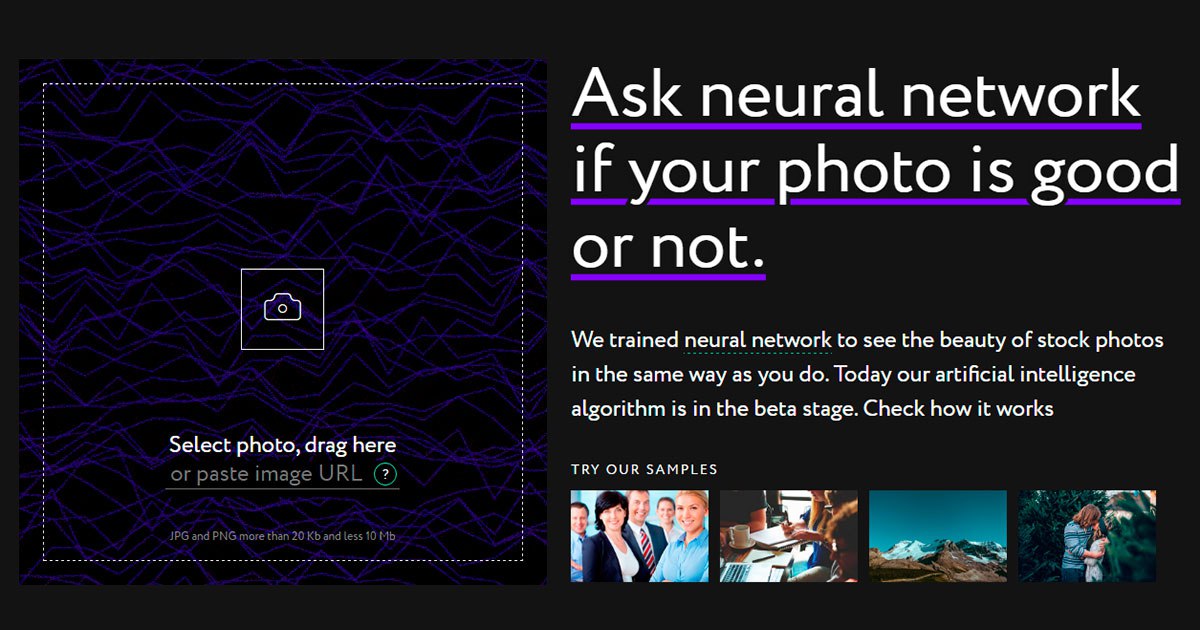 Ask neural network
if your photo is good
or not.
We trained neural network to see the beauty of stock photos
in the same way as you do. Today our artificial intelligence
algorithm is in the beta stage. Check how it works
TRY OUR SAMPLES
Select photo, drag here
or paste image URL ?
JPG and PNG more than 20 Kb and less 10 Mb